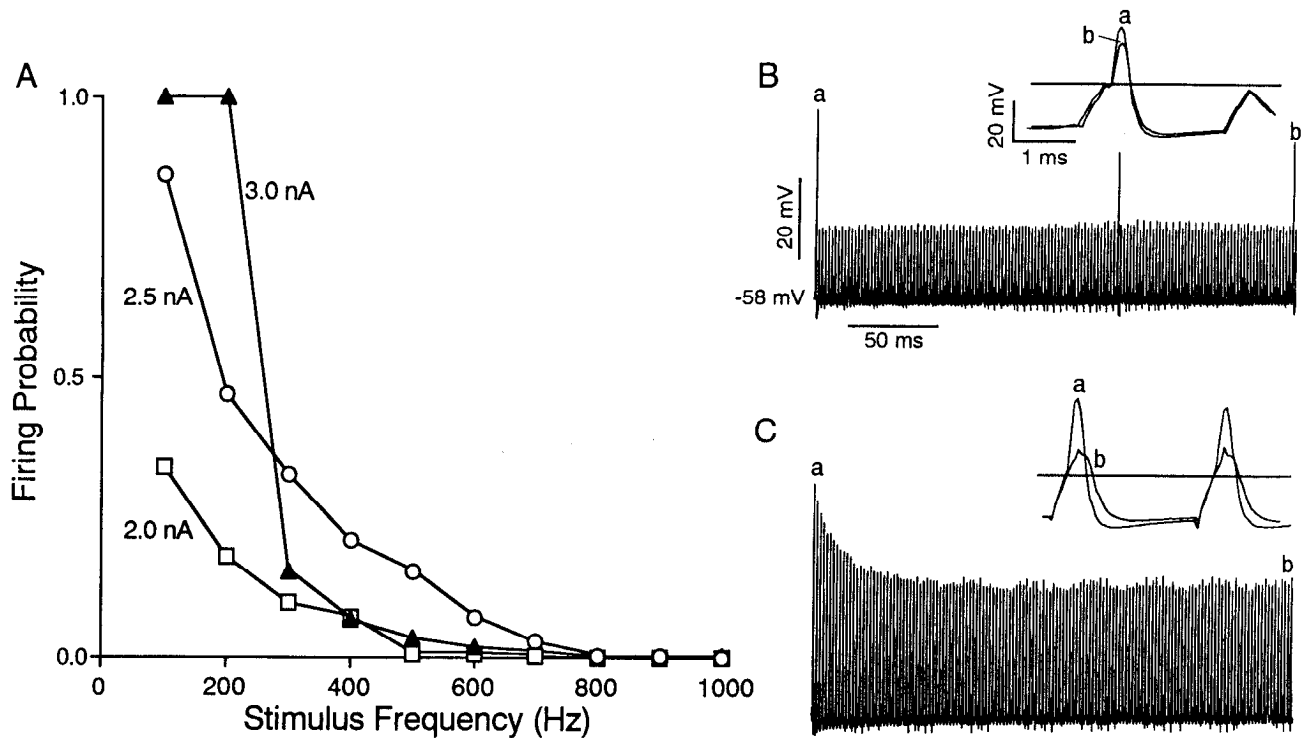 A
Firing Probability
1.0
0.5
0.0
3.0 nA
2.5 nA
2.0 nA
0
200
400
600
800
1000
Stimulus Frequency (Hz)
B
a
b
20 mV
1 ms
a
b
20 mV
-58 mV
50 ms
C
a
b
a
b